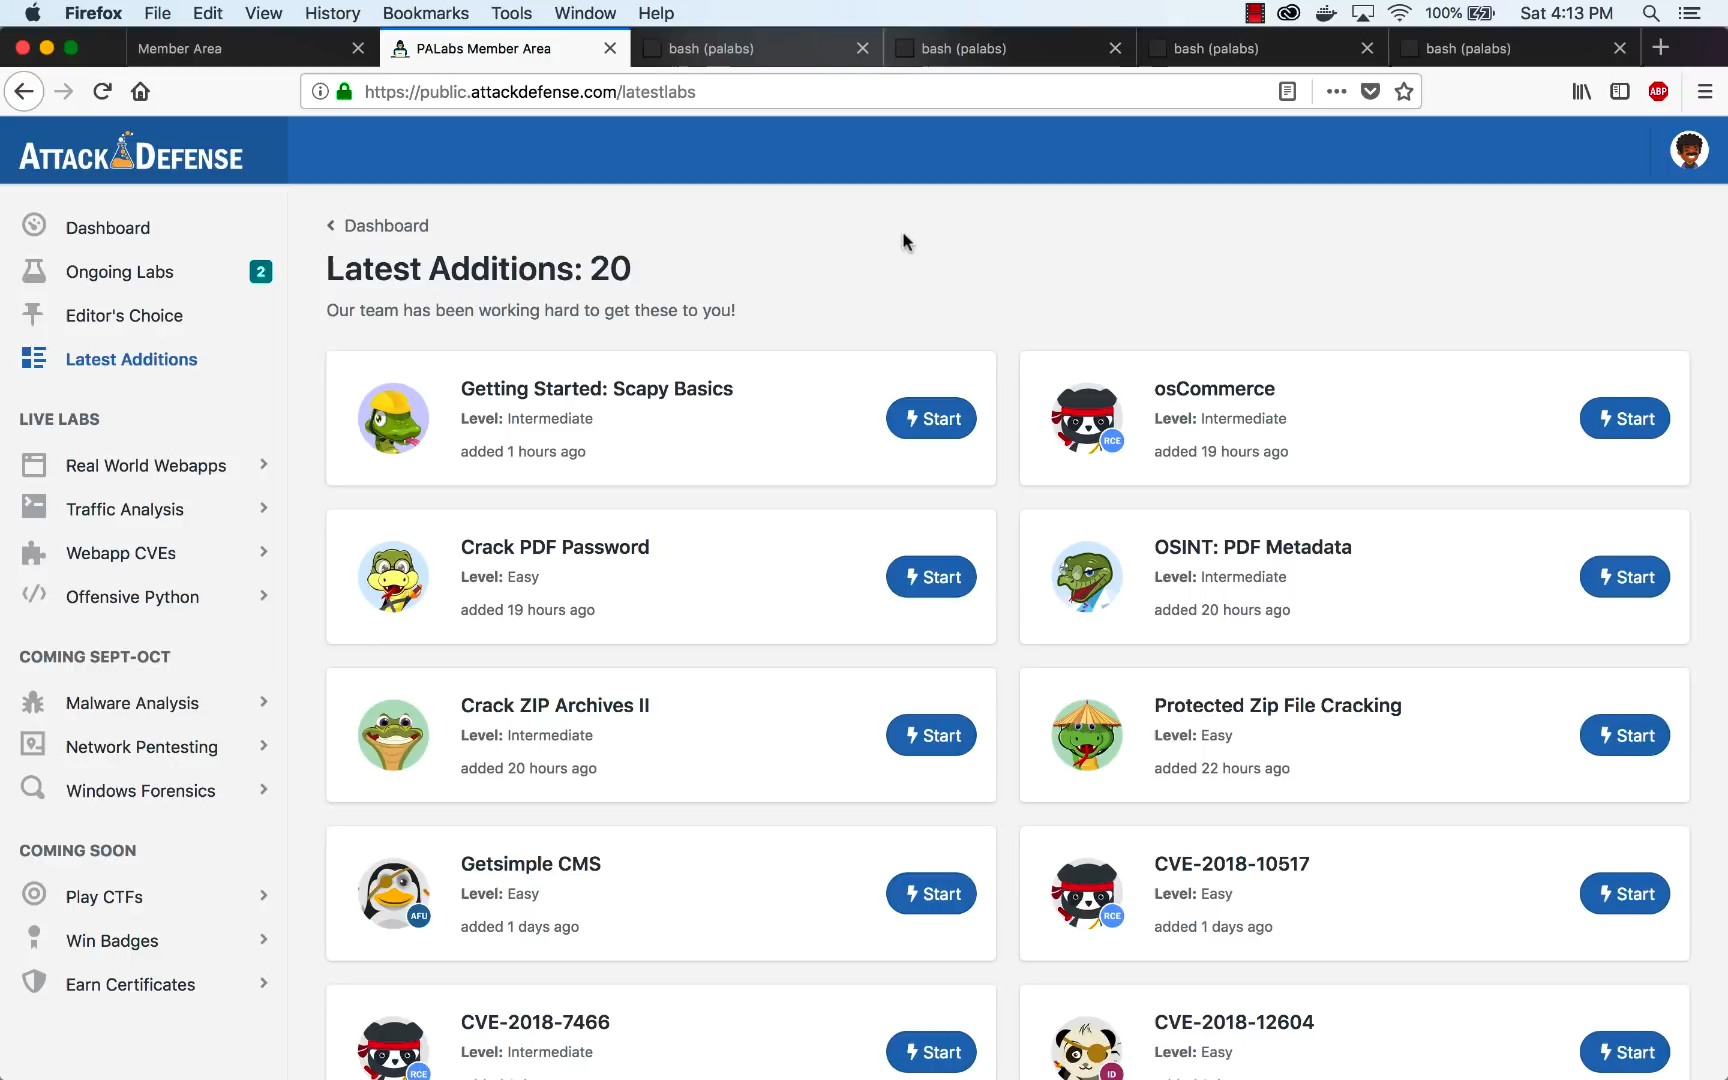 Firefox File Edit View History Bookmarks Tools Window Help 100% Sat 4:13 PM
Member Area PALabs Member Area bash (palabs) bash (palabs) bash (palabs) bash (palabs)
https://public.attackdefense.com/latestlabs ABP
ATTACK DEFENSE
Dashboard
Ongoing Labs 2
Editor's Choice
Latest Additions
LIVE LABS
Real World Webapps
Traffic Analysis
Webapp CVEs
Offensive Python
COMING SEPT-OCT
Malware Analysis
Network Pentesting
Windows Forensics
COMING SOON
Play CTFs
Win Badges
Earn Certificates
Dashboard
Latest Additions: 20
Our team has been working hard to get these to you!
Getting Started: Scapy Basics
Level: Intermediate
added 1 hours ago
Start
osCommerce
Level: Intermediate
added 19 hours ago
RCE
Start
Crack PDF Password
Level: Easy
added 19 hours ago
Start
OSINT: PDF Metadata
Level: Intermediate
added 20 hours ago
Start
Crack ZIP Archives II
Level: Intermediate
added 20 hours ago
Start
Protected Zip File Cracking
Level: Easy
added 22 hours ago
Start
Getsimple CMS
Level: Easy
added 1 days ago
AFU
Start
CVE-2018-10517
Level: Easy
added 1 days ago
RCE
Start
CVE-2018-7466
Level: Intermediate
RCE
Start
CVE-2018-12604
Level: Easy
ID
Start